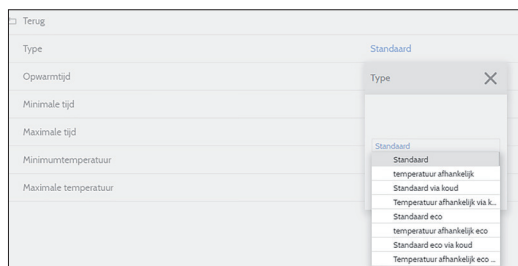 Terug
Type Standaard
Opwarmtijd
Type
Minimale tijd
Maximale tijd
Standaard
Minimumtemperatuur
Maximale temperatuur
Standaard
temperatuur afhankelijk
Standaard via koud
Temperatuur afhankelijk via k...
Standaard eco
temperatuur afhankelijk eco
Standaard eco via koud
Temperatuur afhankelijk eco ...